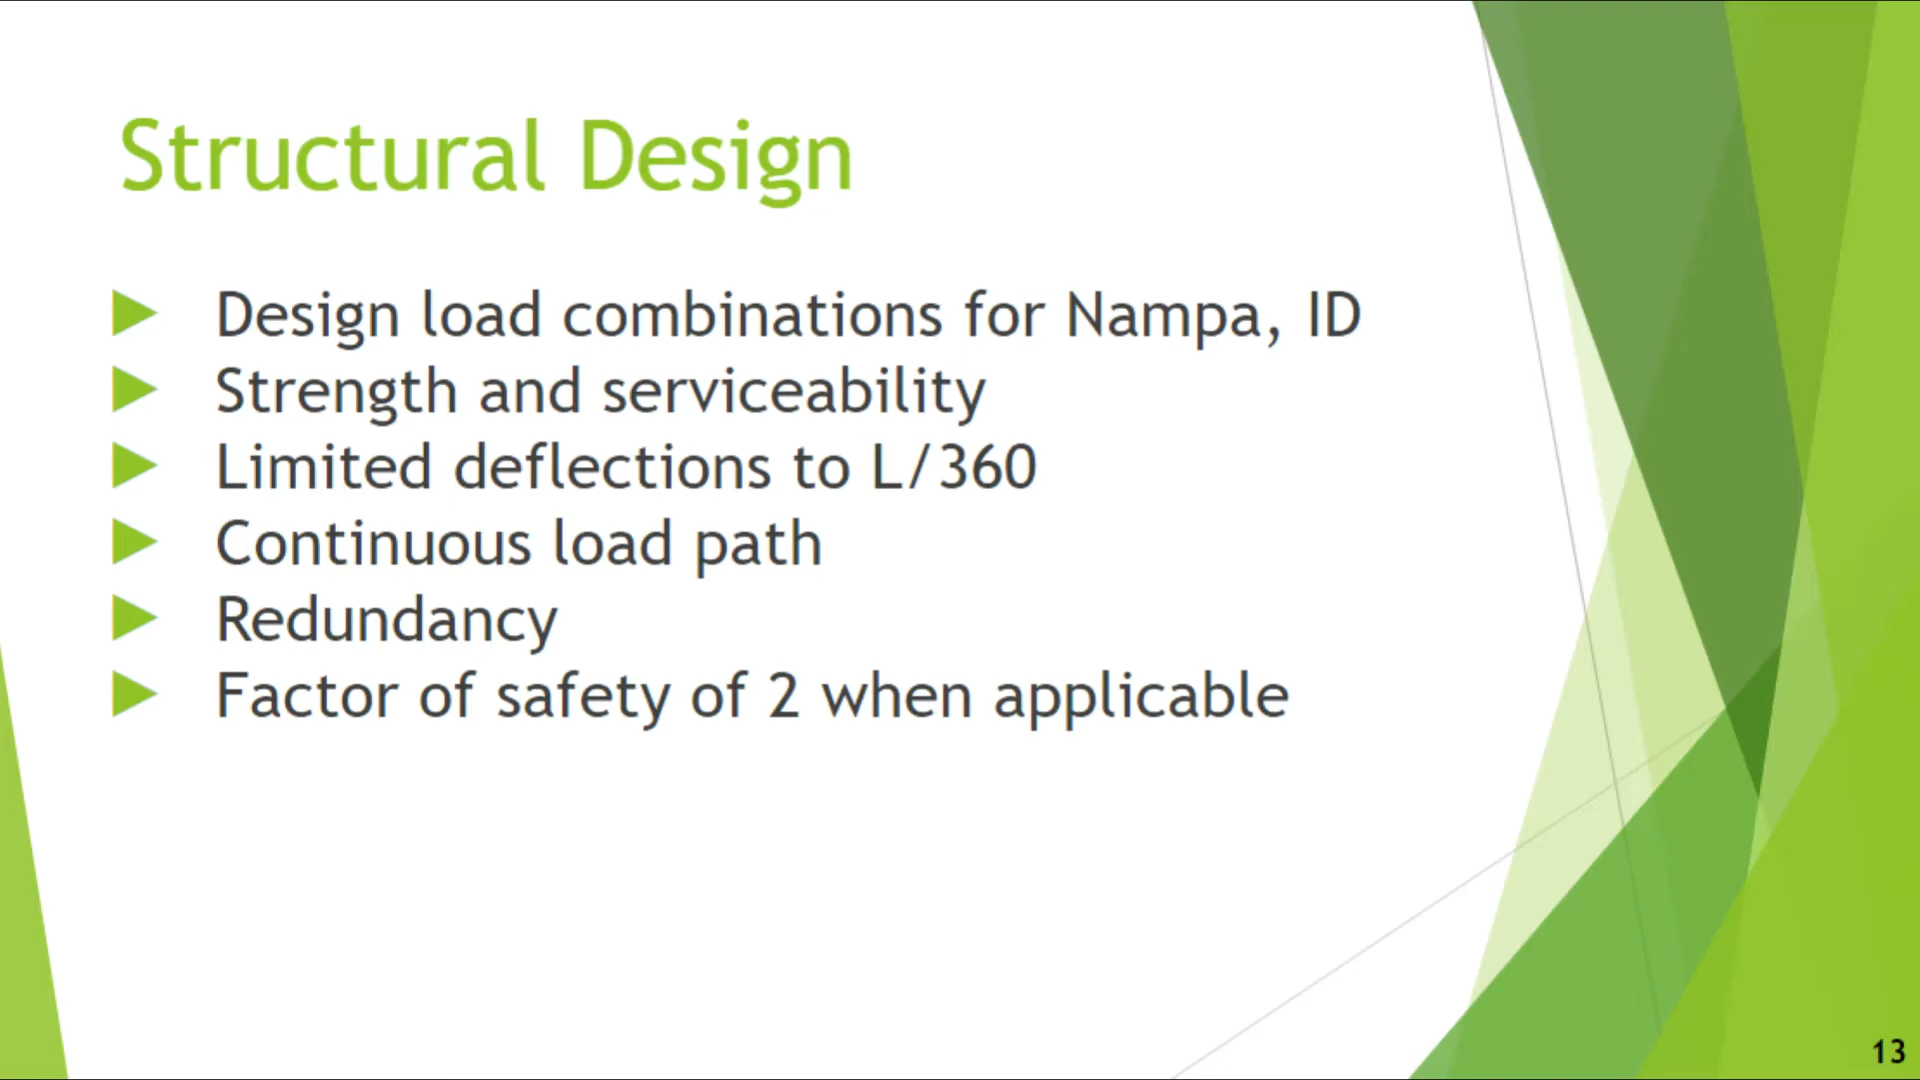 Structural Design
Design load combinations for Nampa, ID
Strength and serviceability
Limited deflections to L/360
Continuous load path
Redundancy
Factor of safety of 2 when applicable
13